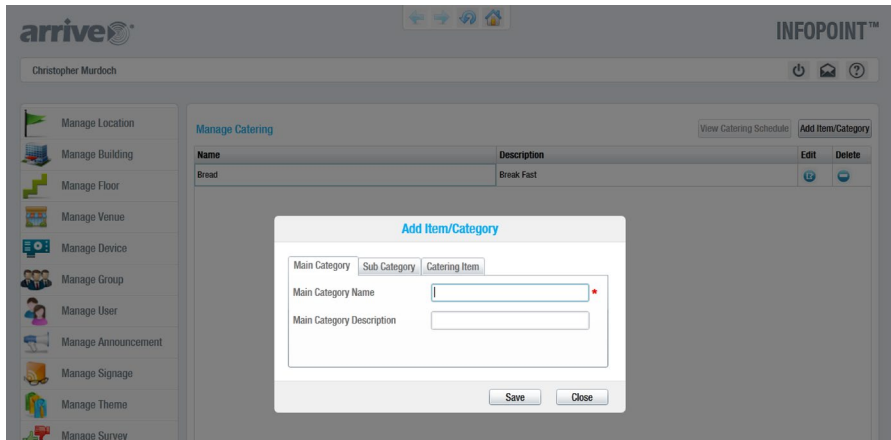 arrive
INFOPOINT™
Christopher Murdoch
Manage Location
Manage Building
Manage Floor
Manage Venue
Manage Device
Manage Group
Manage User
Manage Announcement
Manage Signage
Manage Theme
Manage Survey
Manage Catering
View Catering Schedule Add Item/Category
Name Description Edit Delete
Bread Break Fast
Add Item/Category
Main Category Sub Category Catering Item
Main Category Name *
Main Category Description
Save Close